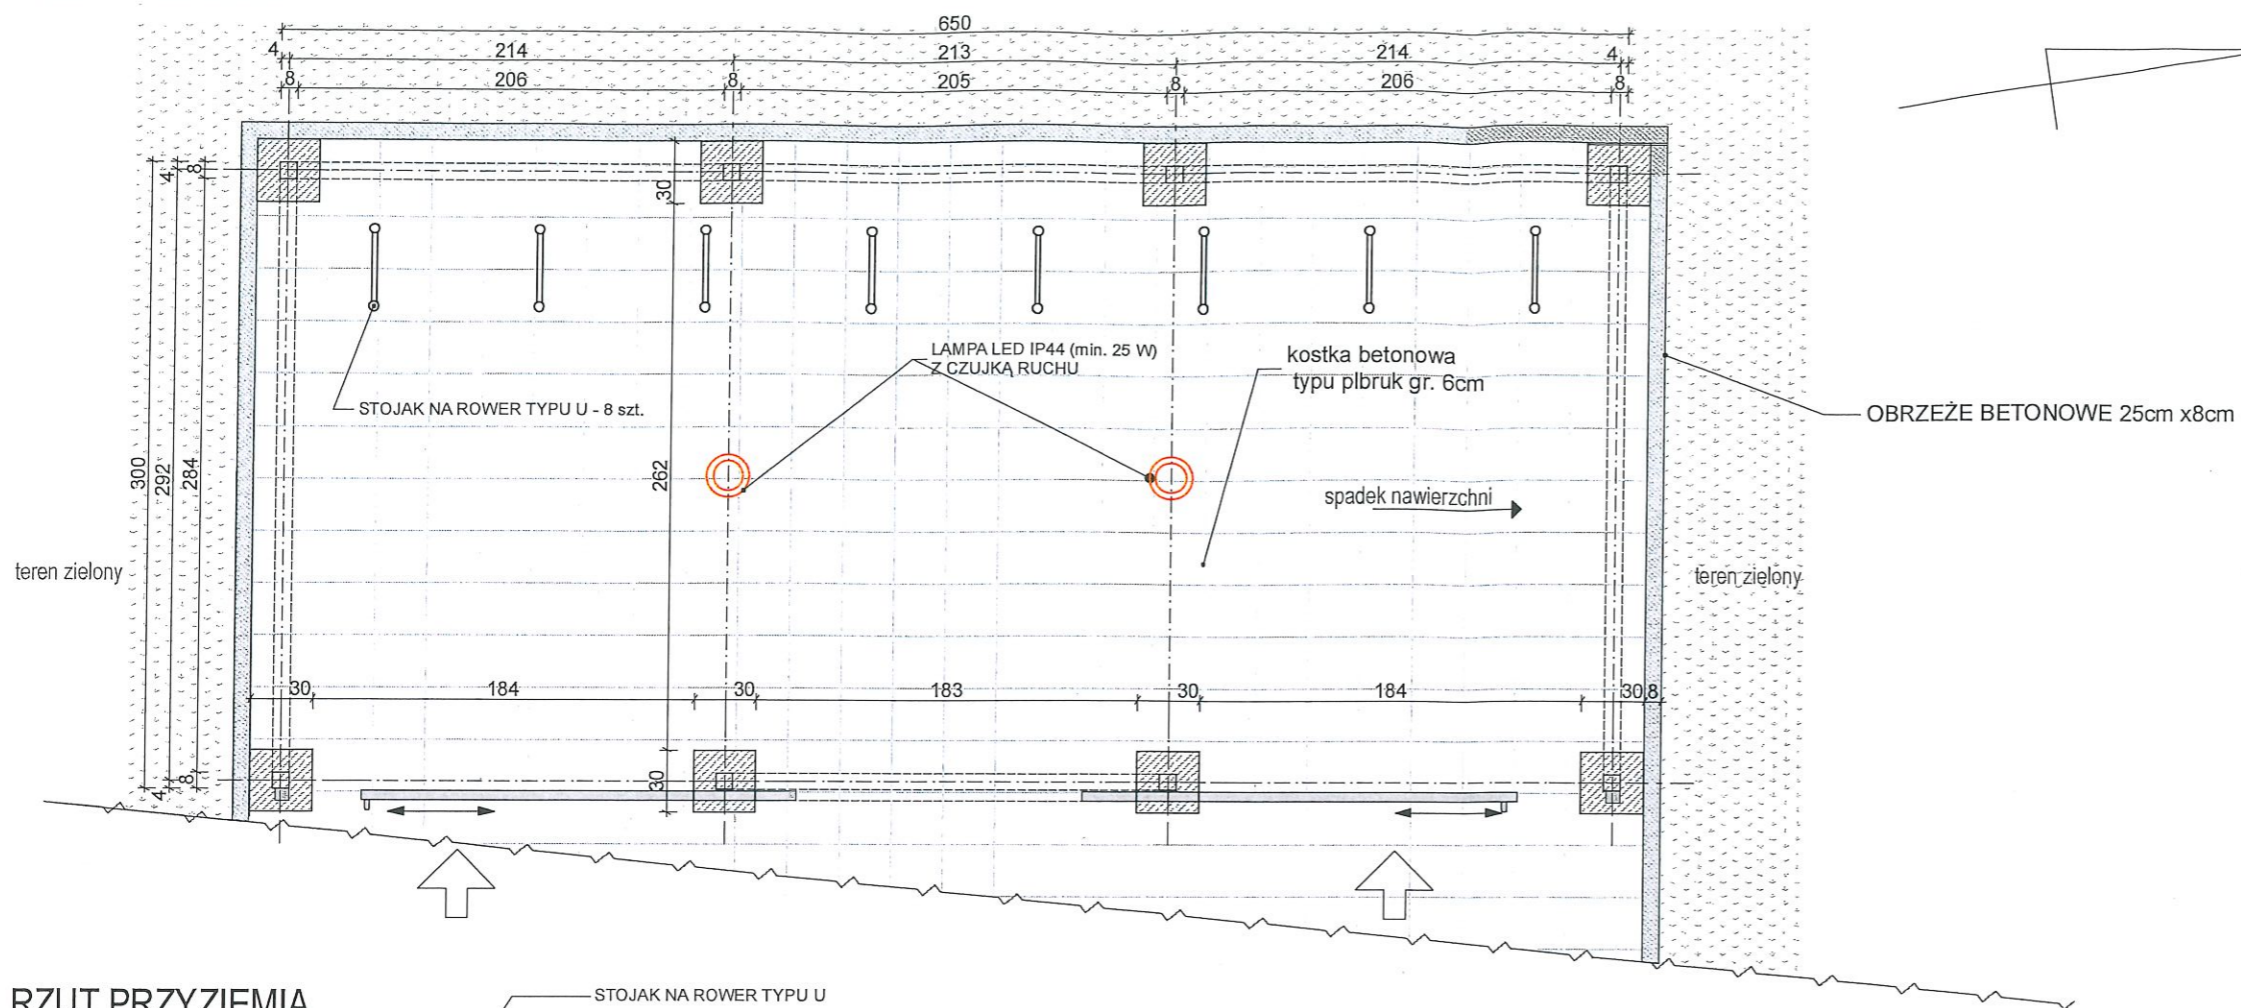 650
4 214 213 214 4
8 206 8 205 8 206 8
8
4
30
LAMPA LED IP44 (min. 25 W)
Z CZUJKĄ RUCHU
kostka betonowa
typu plbruk gr. 6cm
STOJAK NA ROWER TYPU U - 8 szt.
OBRZEŻE BETONOWE 25cm x8cm
300
292
284
262
spadek nawierzchni
teren zielony
teren zielony
30 184 30 183 30 184 30 8
8
4
30
RZUT PRZYZIEMIA
STOJAK NA ROWER TYPU U